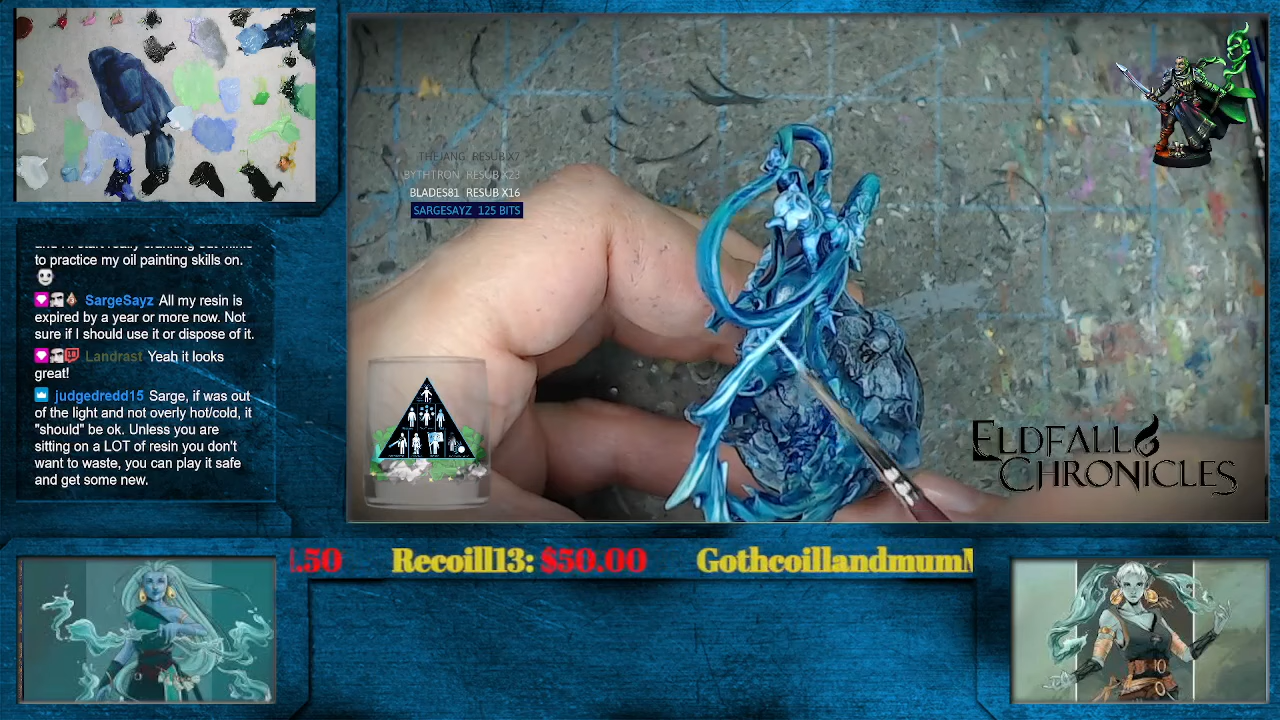 THEJANG RESUB X7
BYTHTRON RESUB X23
BLADES81 RESUB X16
SARGESAYZ 125 BITS
to practice my oil painting skills on.
SargeSayz All my resin is
expired by a year or more now. Not
sure if I should use it or dispose of it.
Landrast Yeah it looks
great!
judgedredd15 Sarge, if was out
of the light and not overly hot/cold, it
"should" be ok. Unless you are
sitting on a LOT of resin you don't
want to waste, you can play it safe
and get some new.
ELDFALL
CHRONICLES
.50 Recoill13: $50.00 GothcoillandmumM